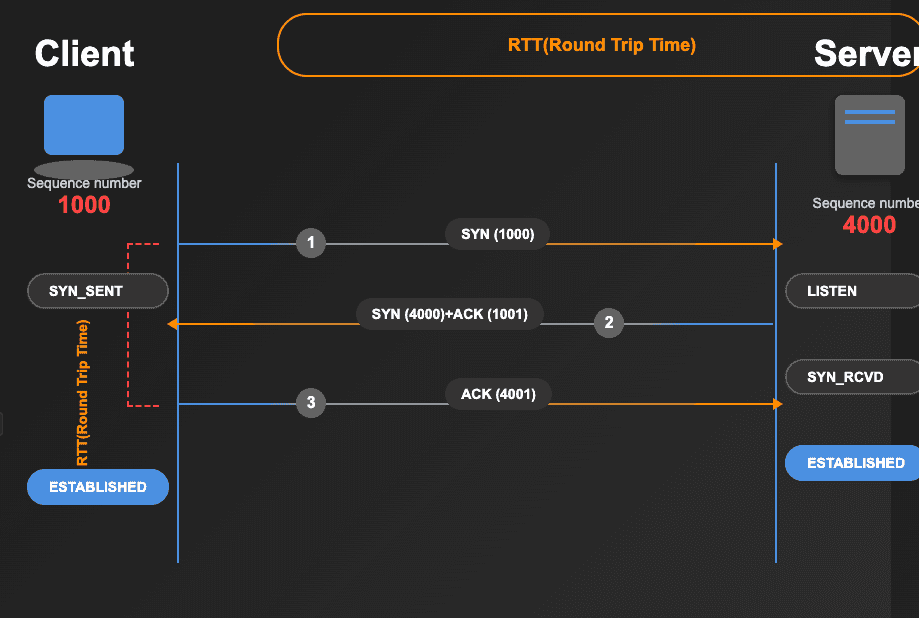 RTT(Round Trip Time)
Client
Server
Sequence number
1000
Sequence numbe
4000
1
SYN (1000)
SYN_SENT
LISTEN
SYN (4000)+ACK (1001)
2
RTT(Round Trip Time)
SYN_RCVD
3
ACK (4001)
ESTABLISHED
ESTABLISHED